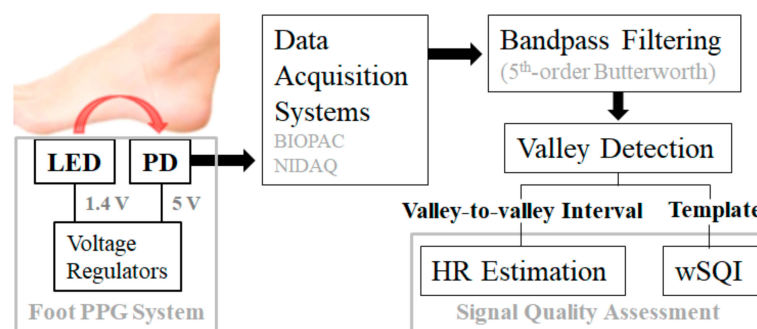 LED
PD
1.4 V
5 V
Voltage
Regulators
Foot PPG System
Data
Acquisition
Systems
BIOPAC
NIDAQ
Bandpass Filtering
(5th-order Butterworth)
Valley Detection
Valley-to-valley Interval
Template
HR Estimation
wSQI
Signal Quality Assessment